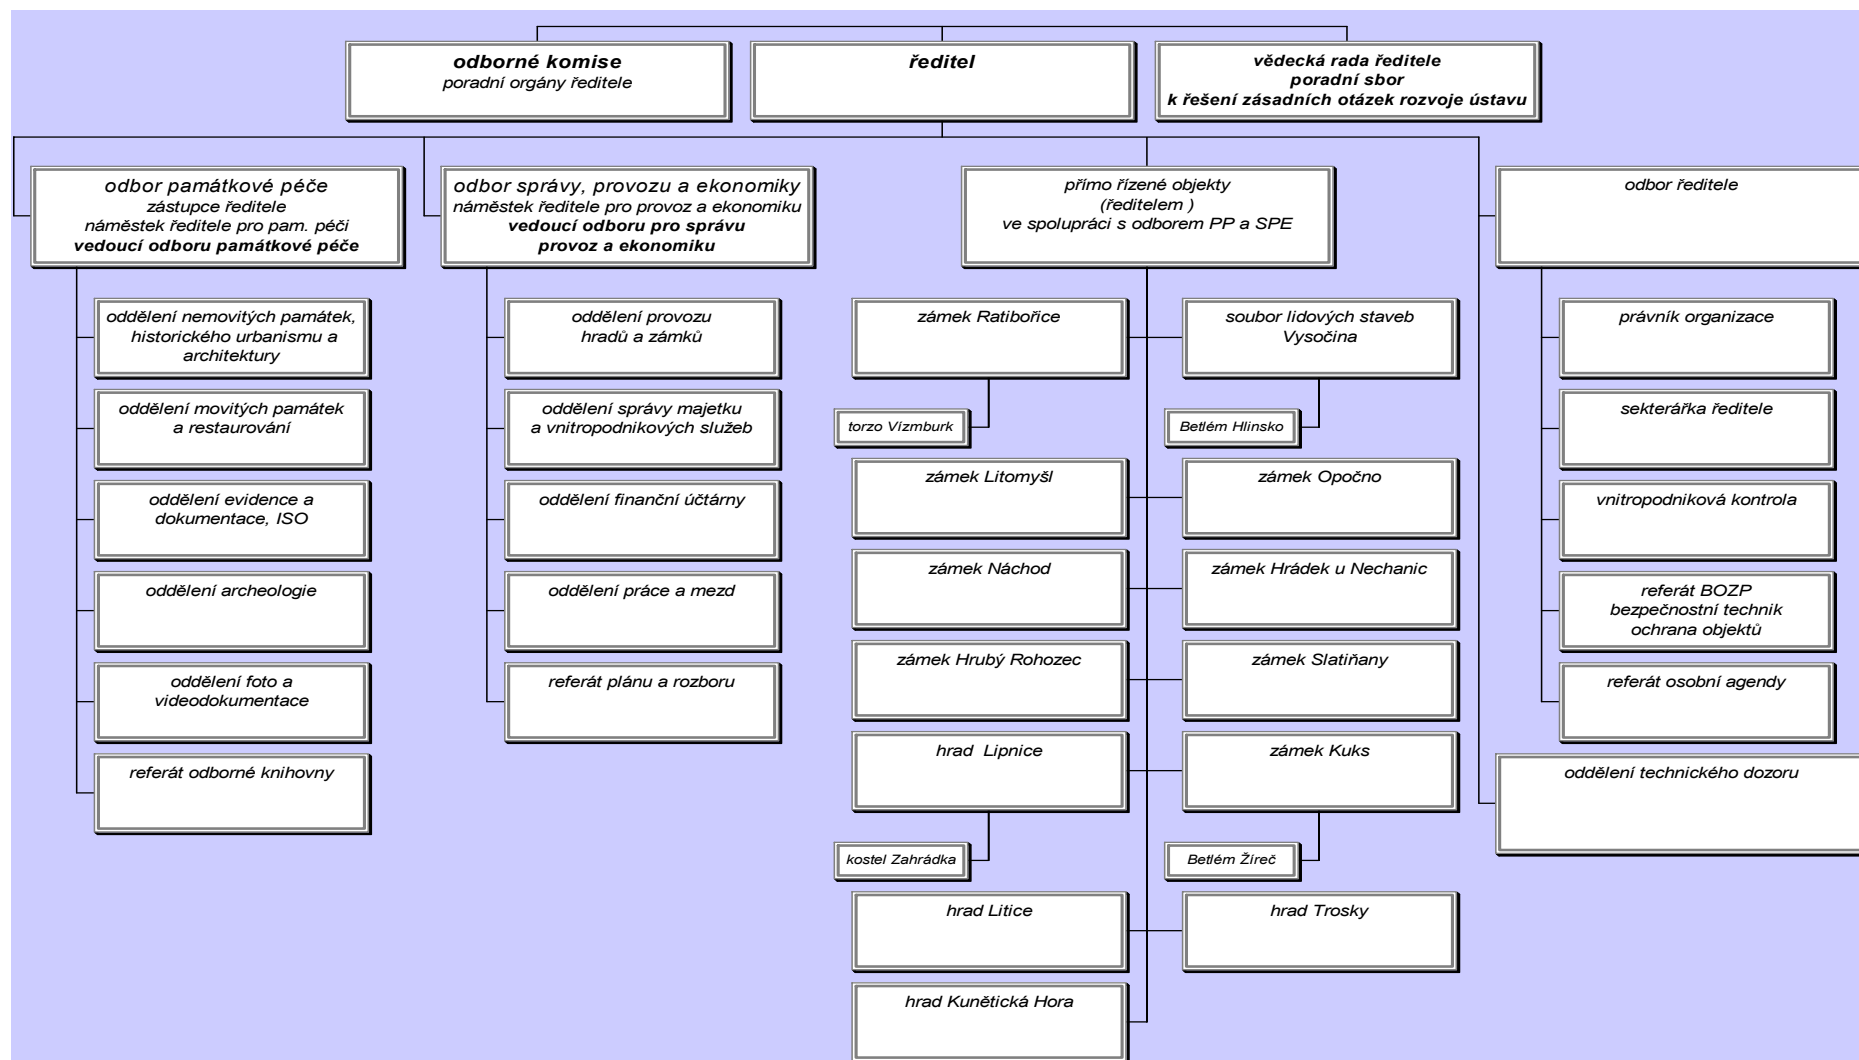 odborné komise
poradní orgány ředitele
ředitel
vědecká rada ředitele
poradní sbor
k řešení zásadních otázek rozvoje ústavu
odbor památkové péče
zástupce ředitele
náměstek ředitele pro pam. péči
vedoucí odboru památkové péče
odbor správy, provozu a ekonomiky
náměstek ředitele pro provoz a ekonomiku
vedoucí odboru pro správu
provoz a ekonomiku
přímo řízené objekty
(ředitelem )
ve spolupráci s odborem PP a SPE
odbor ředitele
oddělení nemovitých památek,
historického urbanismu a
architektury
oddělení movitých památek
a restaurování
oddělení evidence a
dokumentace, ISO
oddělení archeologie
oddělení foto a
videodokumentace
referát odborné knihovny
oddělení provozu
hradů a zámků
oddělení správy majetku
a vnitropodnikových služeb
oddělení finanční účtárny
oddělení práce a mezd
referát plánu a rozboru
zámek Ratibořice
soubor lidových staveb
Vysočina
torzo Vízmburk
Betlém Hlinsko
zámek Litomyšl
zámek Opočno
zámek Náchod
zámek Hrádek u Nechanic
zámek Hrubý Rohozec
zámek Slatiňany
hrad  Lipnice
zámek Kuks
kostel Zahrádka
Betlém Žíreč
hrad Litice
hrad Trosky
hrad Kunětická Hora
právník organizace
sekterářka ředitele
vnitropodniková kontrola
referát BOZP
bezpečnostní technik
ochrana objektů
referát osobní agendy
oddělení technického dozoru